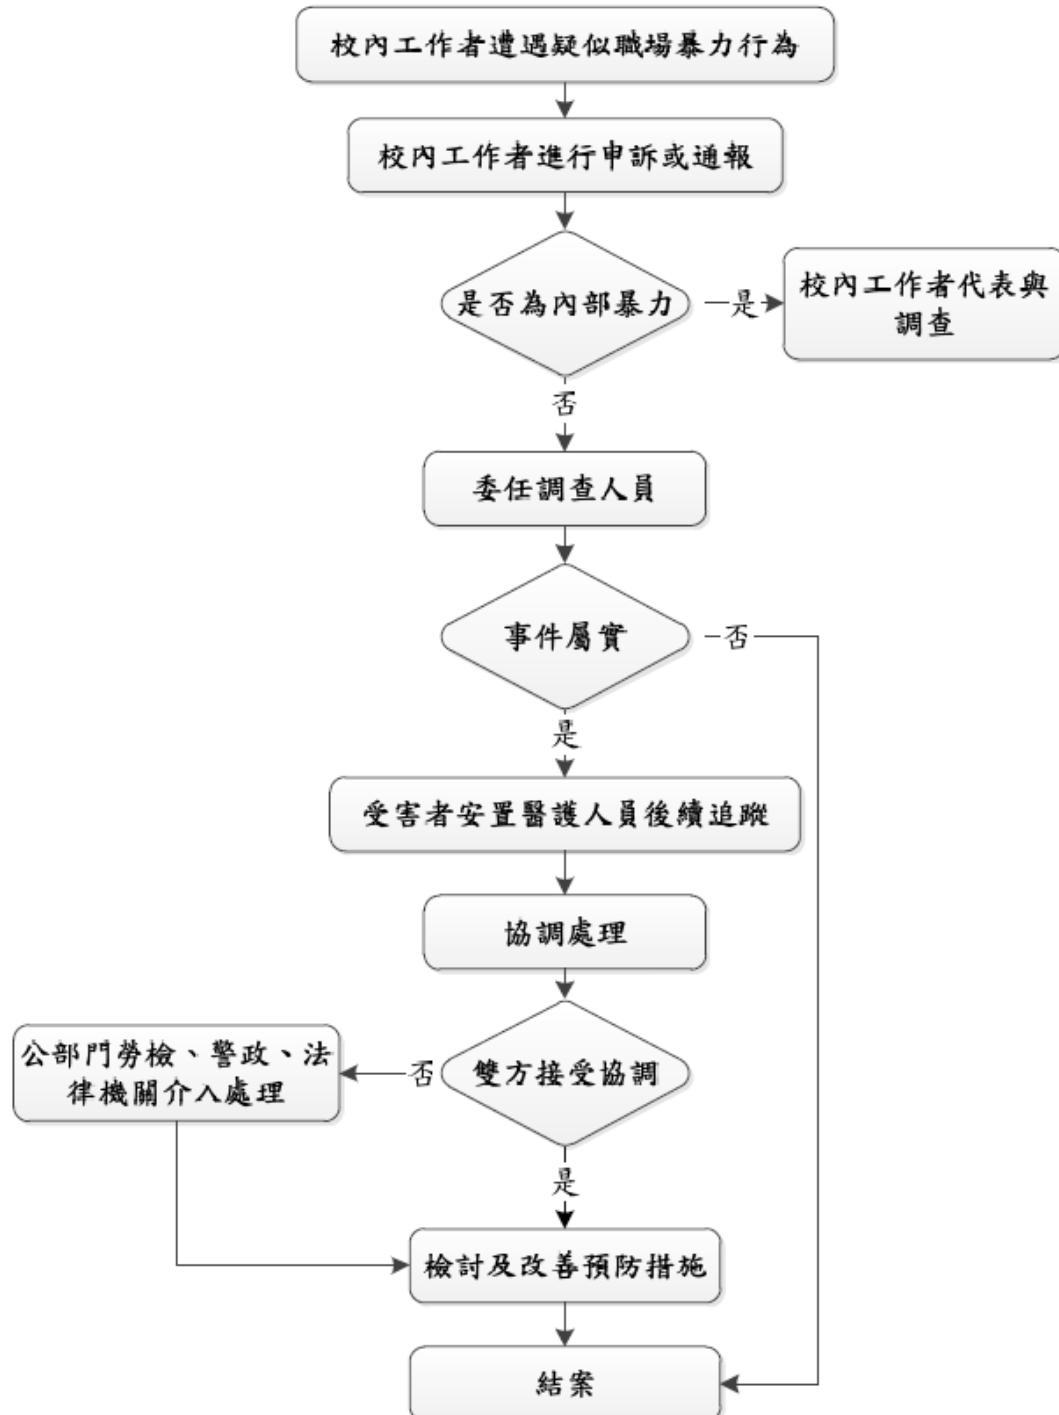 校內工作者遭遇疑似職場暴力行為
校內工作者進行申訴或通報
是否為內部暴力
是
校內工作者代表與
調查
否
委任調查人員
事件屬實
否
是
受害者安置醫護人員後續追蹤
協調處理
雙方接受協調
否
公部門勞檢、警政、法
律機關介入處理
是
檢討及改善預防措施
結案